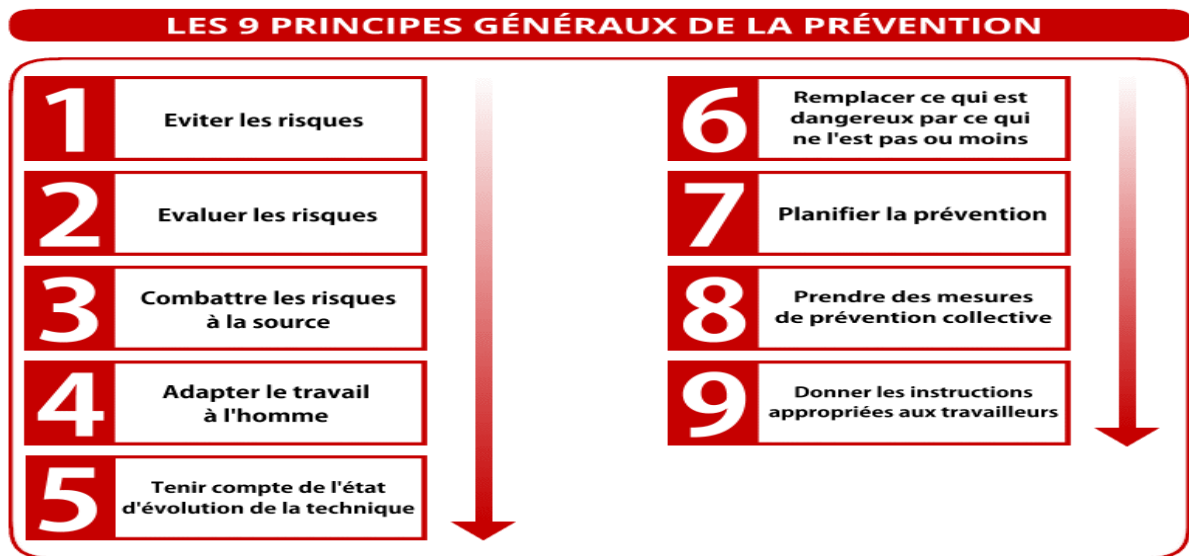 LES 9 PRINCIPES GÉNÉRAUX DE LA PRÉVENTION
1
Eviter les risques
2
Evaluer les risques
3
Combattre les risques
à la source
4
Adapter le travail
à l'homme
5
Tenir compte de l'état
d'évolution de la technique
6
Remplacer ce qui est
dangereux par ce qui
ne l'est pas ou moins
7
Planifier la prévention
8
Prendre des mesures
de prévention collective
9
Donner les instructions
appropriées aux travailleurs